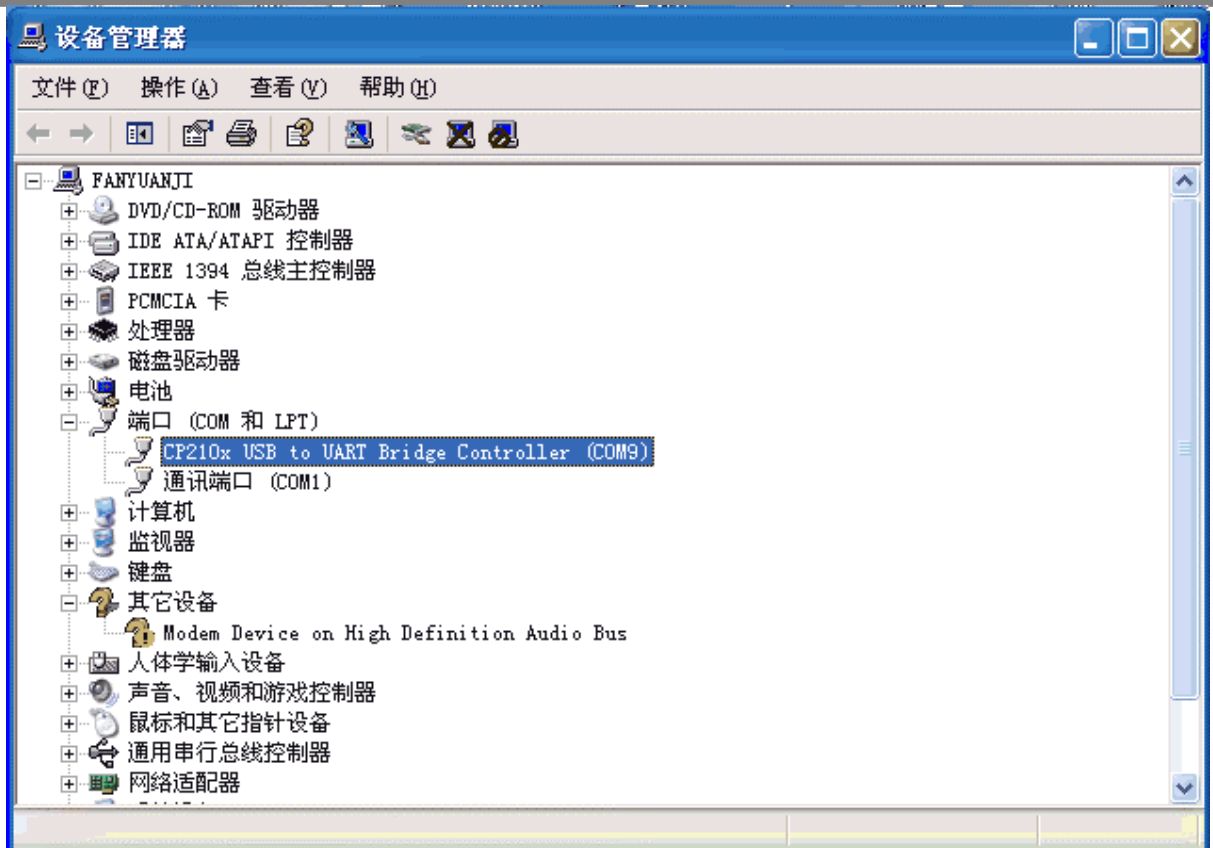 设备管理器
文件(F) 操作(A) 查看(V) 帮助(H)
FANYUANJI
DVD/CD-ROM 驱动器
IDE ATA/ATAPI 控制器
IEEE 1394 总线主控制器
PCMCIA 卡
处理器
磁盘驱动器
电池
端口 (COM 和 LPT)
CP210x USB to UART Bridge Controller (COM9)
通讯端口 (COM1)
计算机
监视器
键盘
其它设备
Modem Device on High Definition Audio Bus
人体学输入设备
声音、视频和游戏控制器
鼠标和其它指针设备
通用串行总线控制器
网络适配器